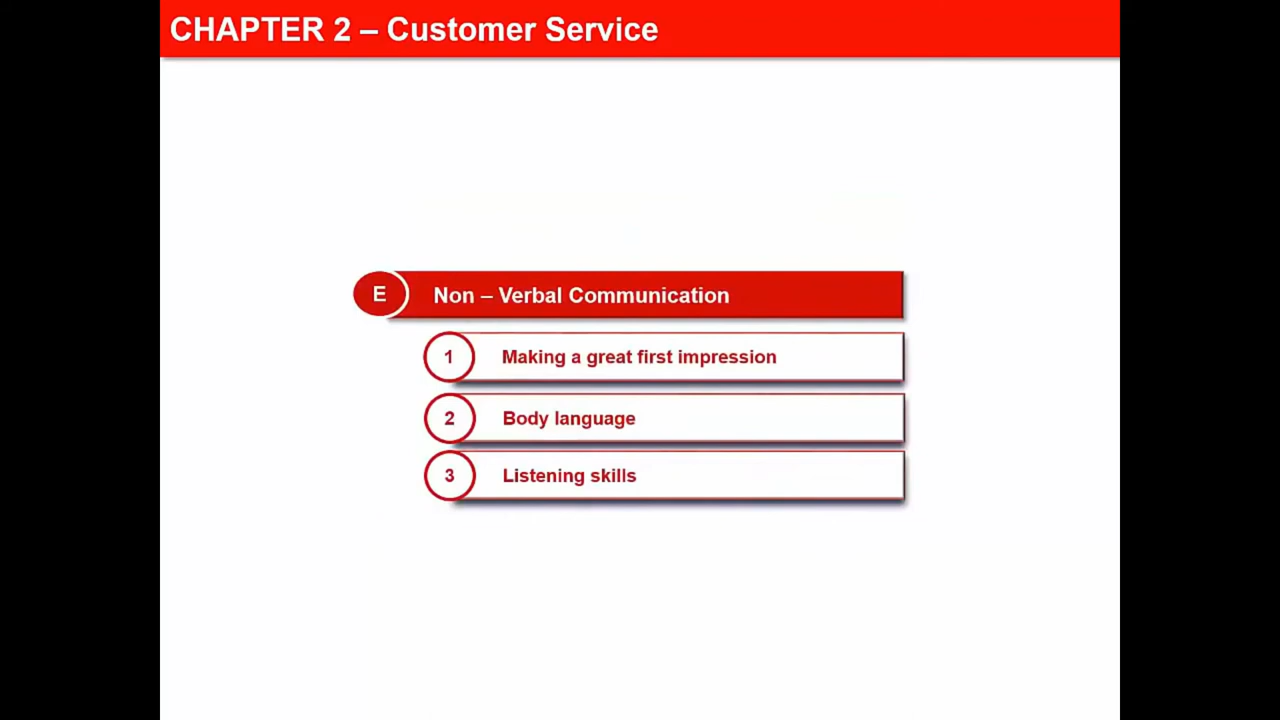 CHAPTER 2 – Customer Service
E Non – Verbal Communication
1 Making a great first impression
2 Body language
3 Listening skills